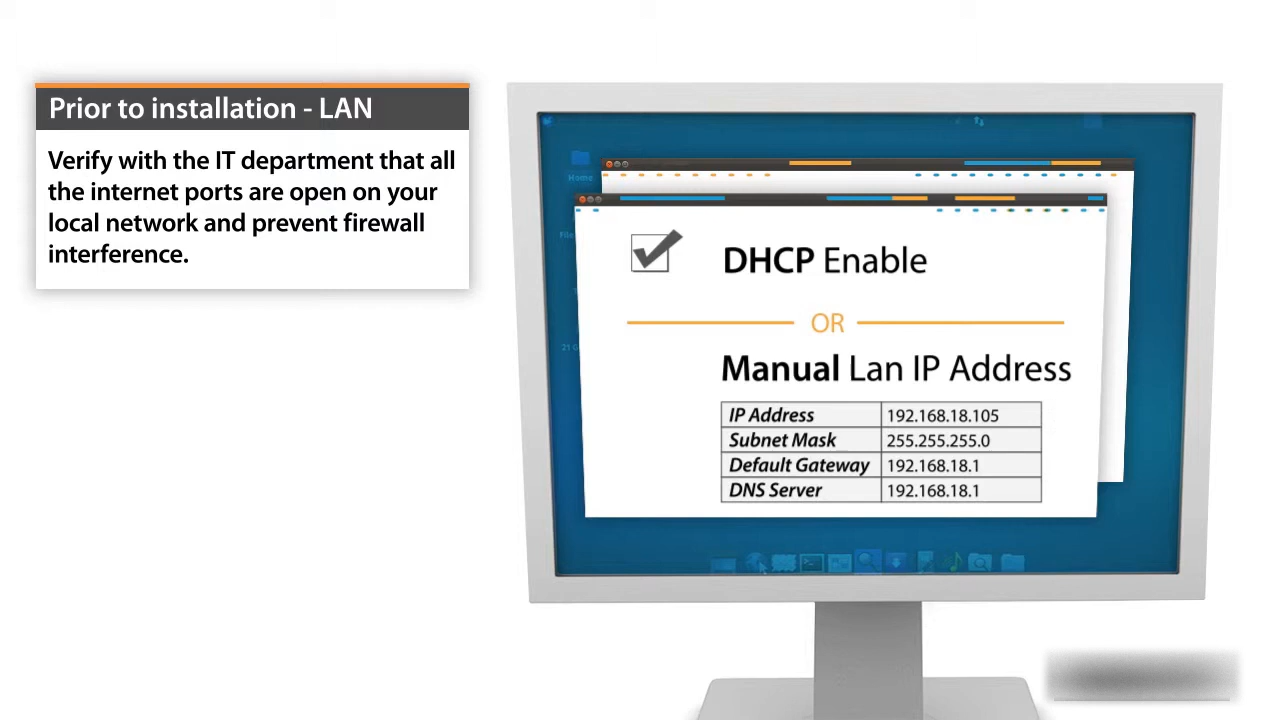 Prior to installation - LAN
Verify with the IT department that all
the internet ports are open on your
local network and prevent firewall
interference.
Home
DHCP Enable
OR
Manual Lan IP Address
IP Address 192.168.18.105
Subnet Mask 255.255.255.0
Default Gateway 192.168.18.1
DNS Server 192.168.18.1